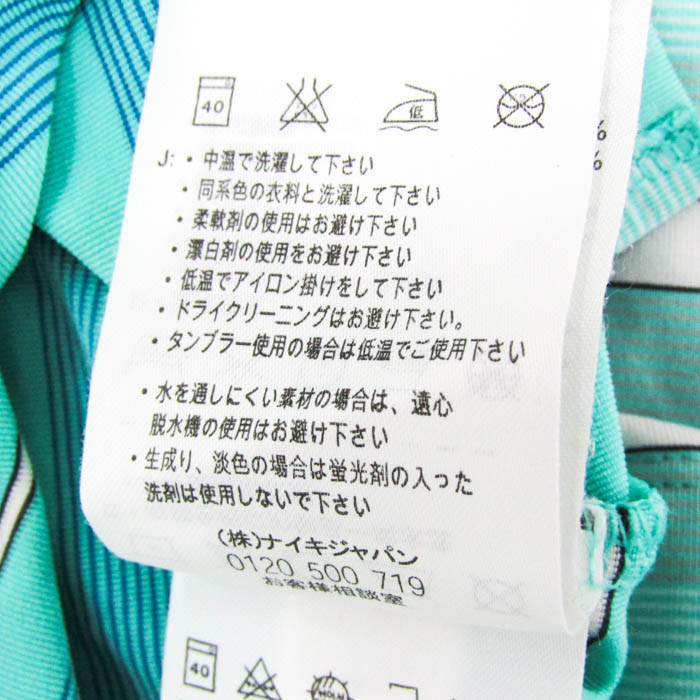 40 低
J: ・中温で洗濯して下さい
・同系色の衣料と洗濯して下さい
・柔軟剤の使用はお避け下さい
・漂白剤の使用をお避け下さい
・低温でアイロン掛けをして下さい
・ドライクリーニングはお避け下さい。
・タンブラー使用の場合は低温でご使用下さい
・水を通しにくい素材の場合は、遠心
脱水機の使用はお避け下さい
・生成り、淡色の場合は蛍光剤の入った
洗剤は使用しないで下さい
(株)ナイキジャパン
0120 500 719
お客様相談室
%
%
40